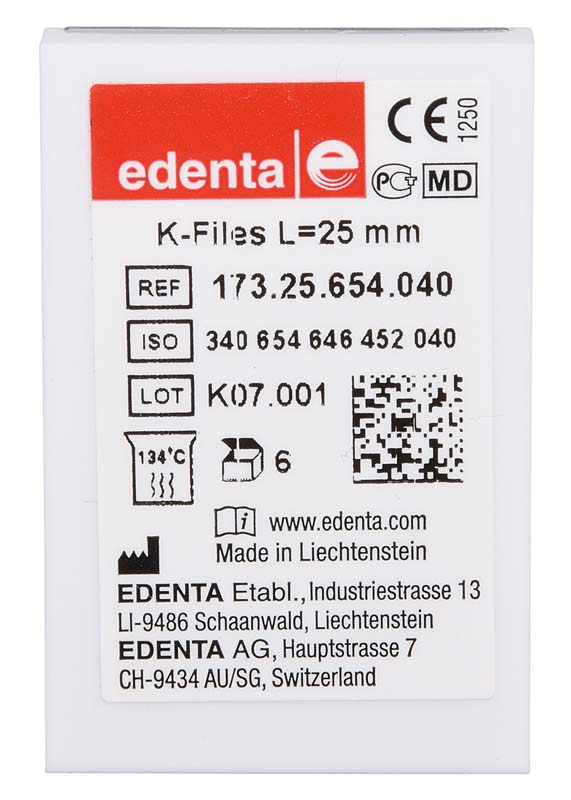 edenta e
CE 1250
PCT MD
K-Files L=25 mm
REF 173.25.654.040
ISO 340 654 646 452 040
LOT K07.001
134°C 6
i www.edenta.com
Made in Liechtenstein
EDENTA Etabl., Industriestrasse 13
LI-9486 Schaanwald, Liechtenstein
EDENTA AG, Hauptstrasse 7
CH-9434 AU/SG, Switzerland